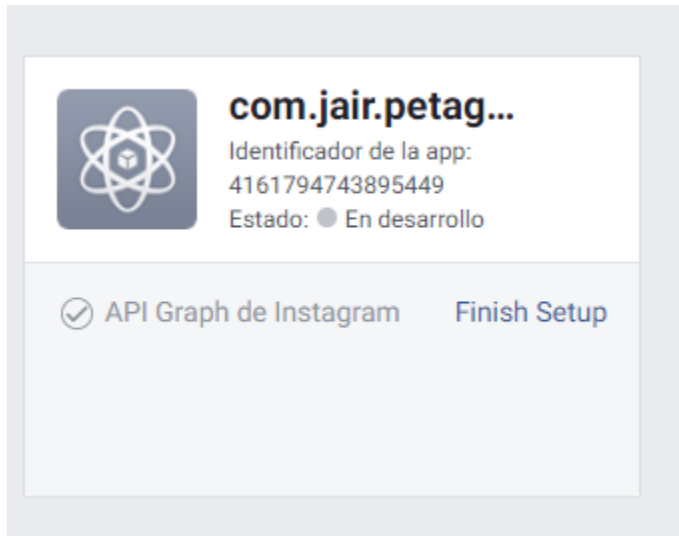 com.jair.petag...
Identificador de la app:
4161794743895449
Estado: En desarrollo
API Graph de Instagram Finish Setup